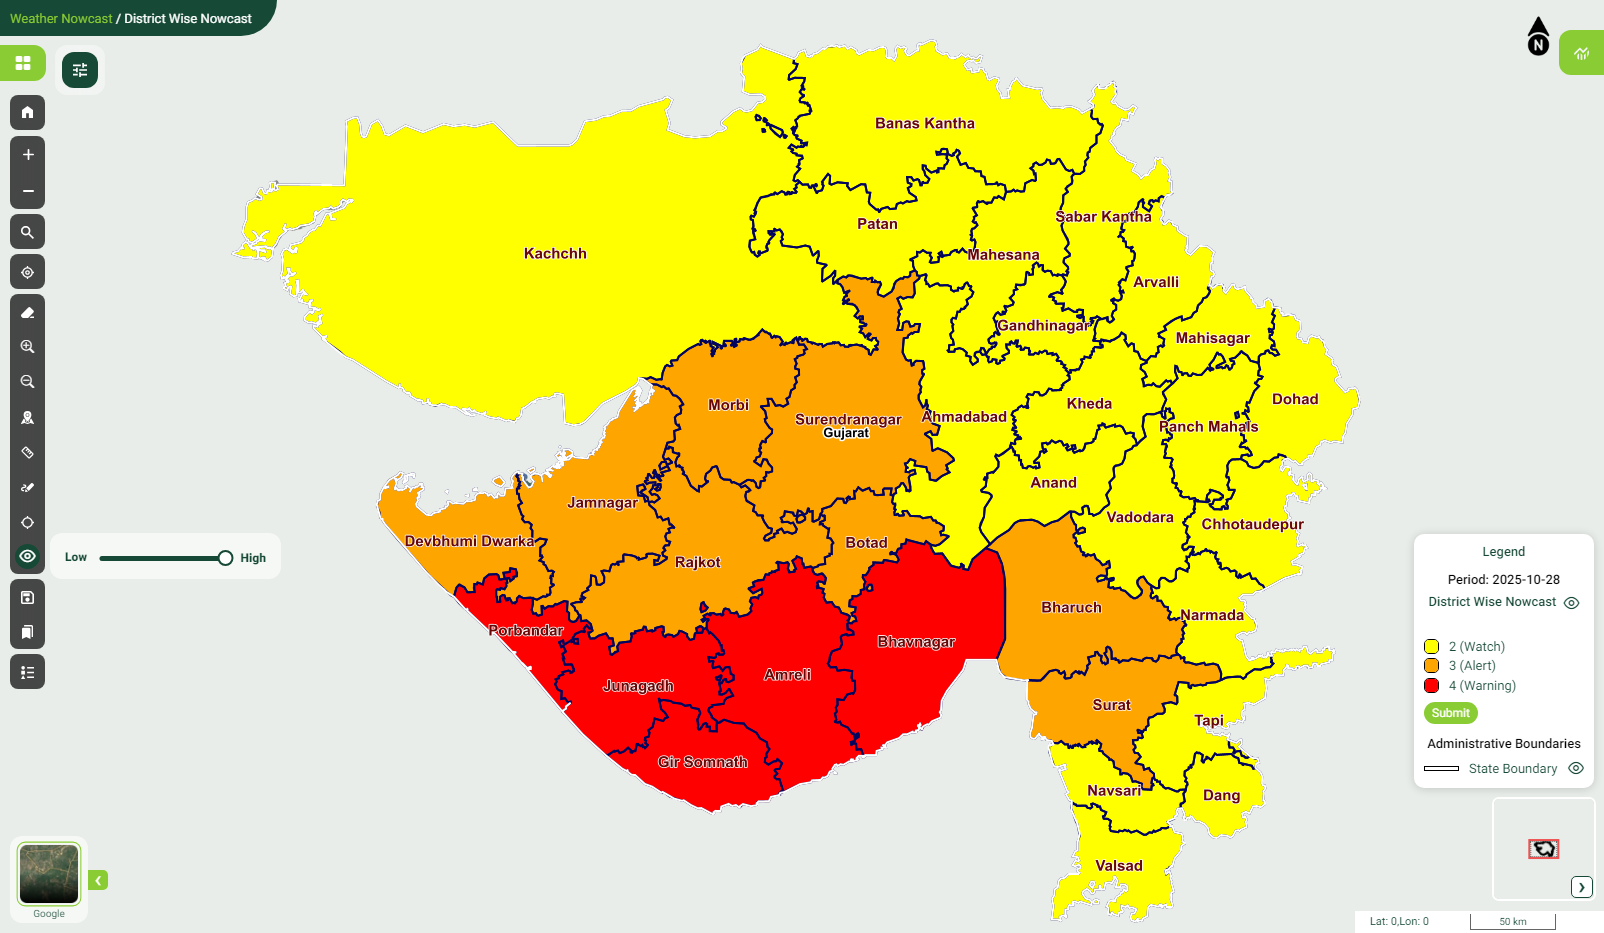 Weather Nowcast / District Wise Nowcast
N
Banas Kantha
Patan
Sabar Kantha
Kachchh
Mahesana
Arvalli
Gandhinagar
Mahisagar
Morbi
Surendranagar
Gujarat
Ahmadabad
Kheda
Dohad
Panch Mahals
Anand
Jamnagar
Vadodara
Chhotaudepur
Devbhumi Dwarka
Botad
Rajkot
Low
High
Bharuch
Narmada
Porbandar
Bhavnagar
Junagadh
Amreli
Surat
Tapi
Gir Somnath
Navsari
Dang
Valsad
Legend
Period: 2025-10-28
District Wise Nowcast
2 (Watch)
3 (Alert)
4 (Warning)
Submit
Administrative Boundaries
State Boundary
Google
Lat: 0,Lon: 0
50 km